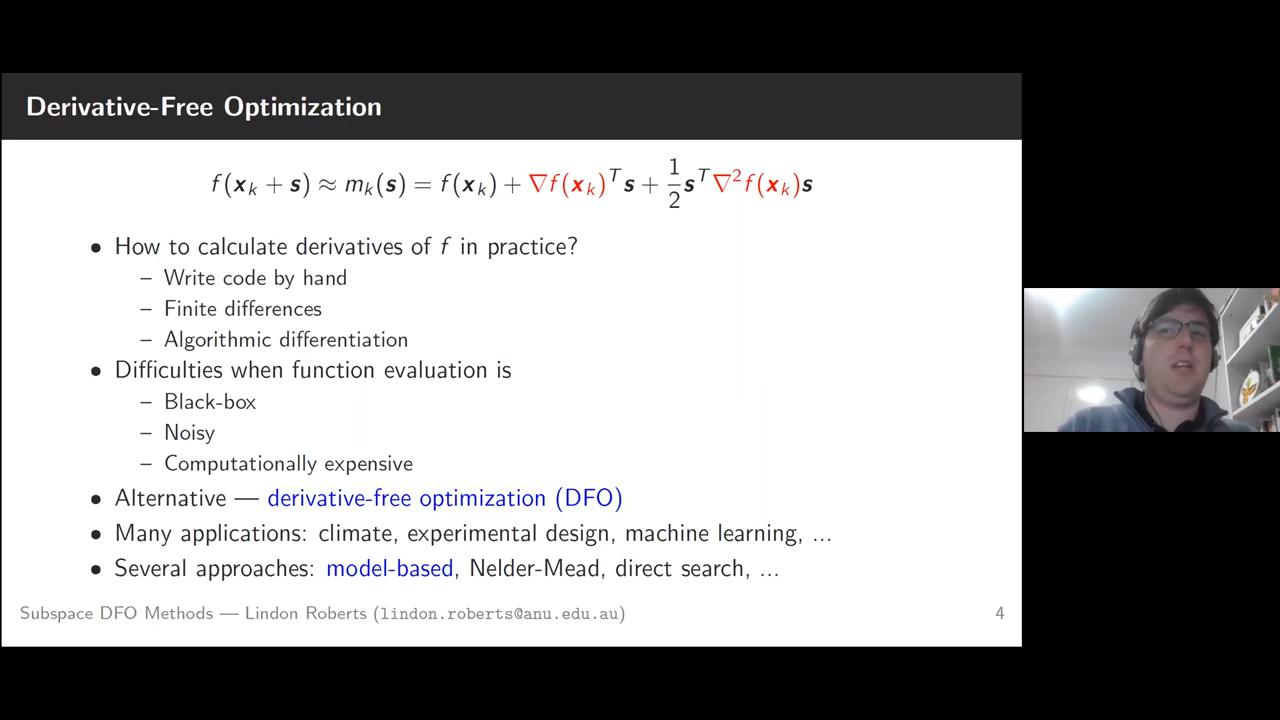 Derivative-Free Optimization
f(x_k + s) ≈ m_k(s) = f(x_k) + ∇f(x_k)^T s + 1/2 s^T ∇²f(x_k)s
• How to calculate derivatives of f in practice?
– Write code by hand
– Finite differences
– Algorithmic differentiation
• Difficulties when function evaluation is
– Black-box
– Noisy
– Computationally expensive
• Alternative — derivative-free optimization (DFO)
• Many applications: climate, experimental design, machine learning, ...
• Several approaches: model-based, Nelder-Mead, direct search, ...
Subspace DFO Methods — Lindon Roberts (lindon.roberts@anu.edu.au) 4